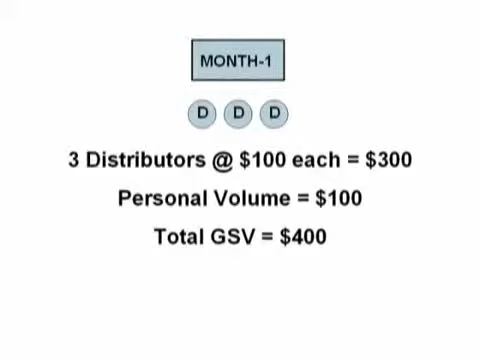 MONTH-1
D D D
3 Distributors @ $100 each = $300
Personal Volume = $100
Total GSV = $400